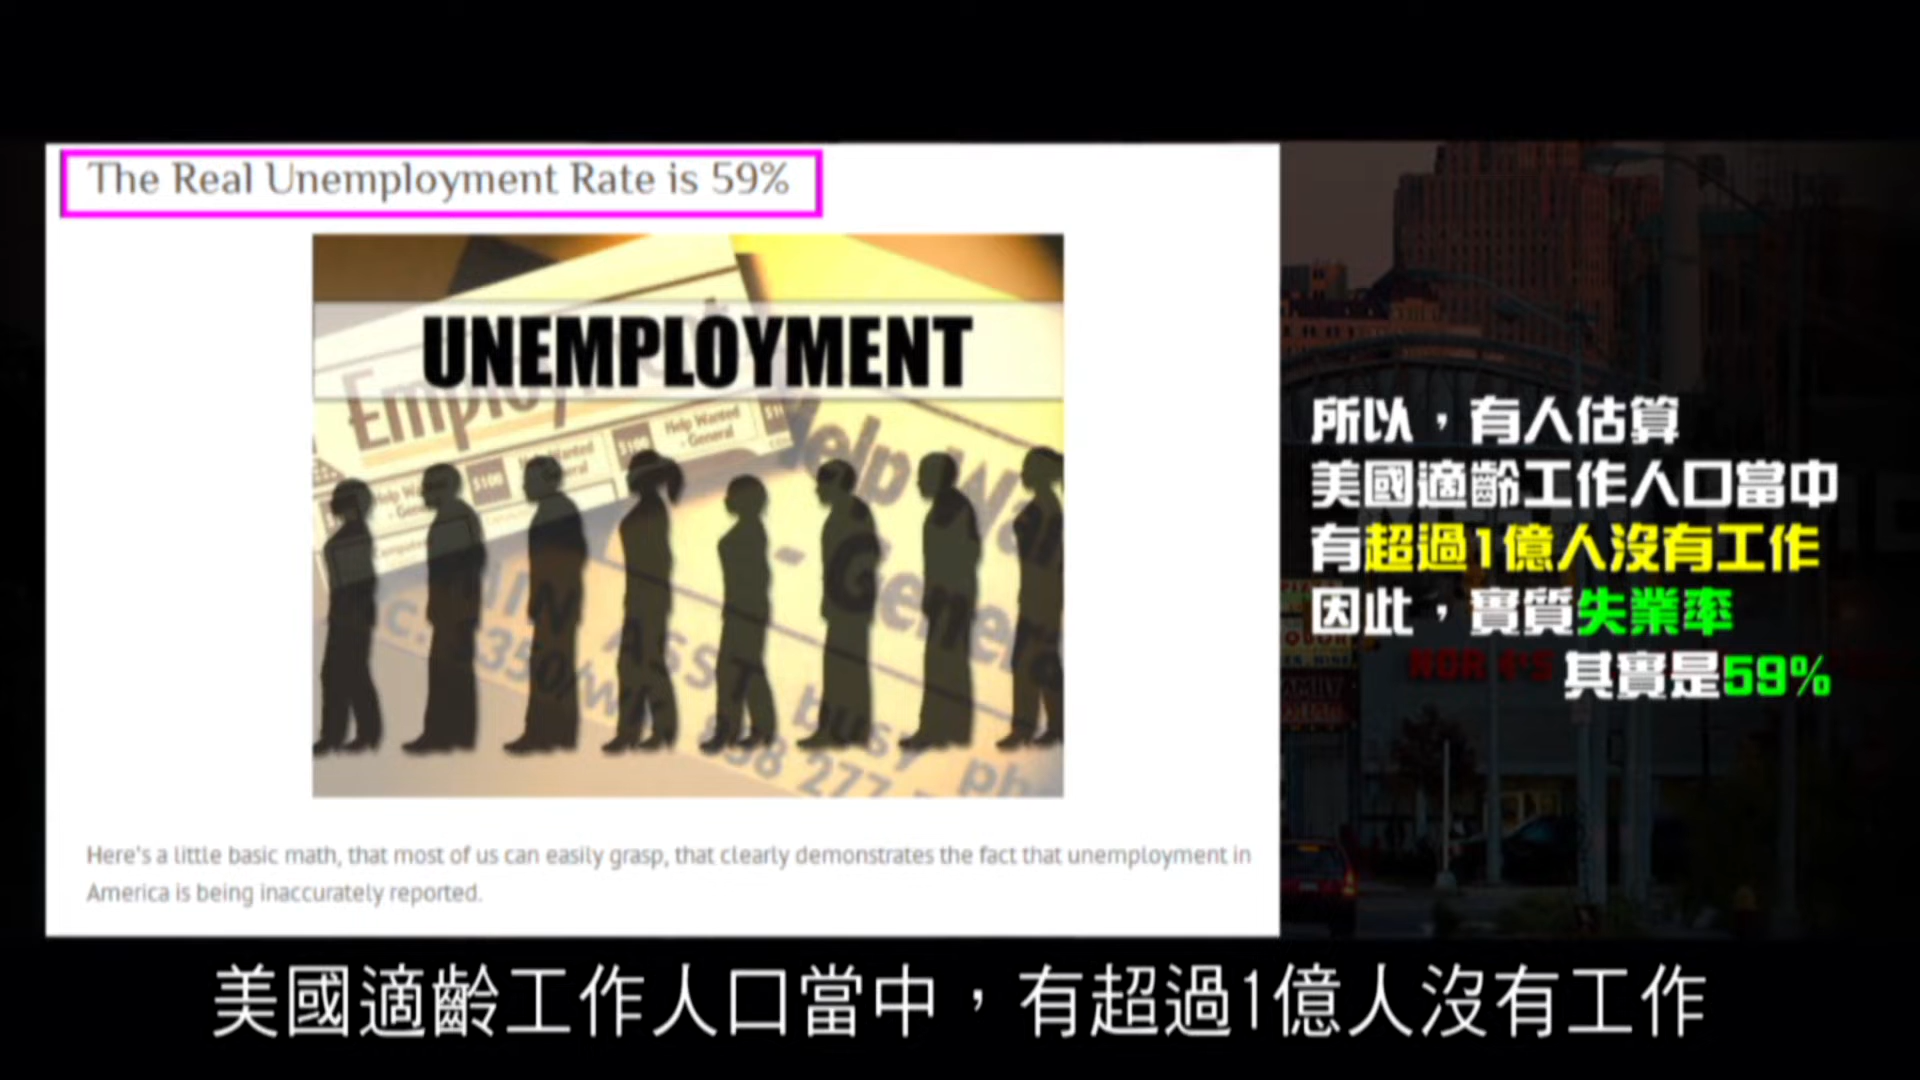 The Real Unemployment Rate is 59%
UNEMPLOYMENT
Help Wanted
- General
$100
Here's a little basic math, that most of us can easily grasp, that clearly demonstrates the fact that unemployment in
America is being inaccurately reported.
所以，有人估算
美國適齡工作人口當中
有超過1億人沒有工作
因此，實質失業率
其實是59%
美國適齡工作人口當中，有超過1億人沒有工作